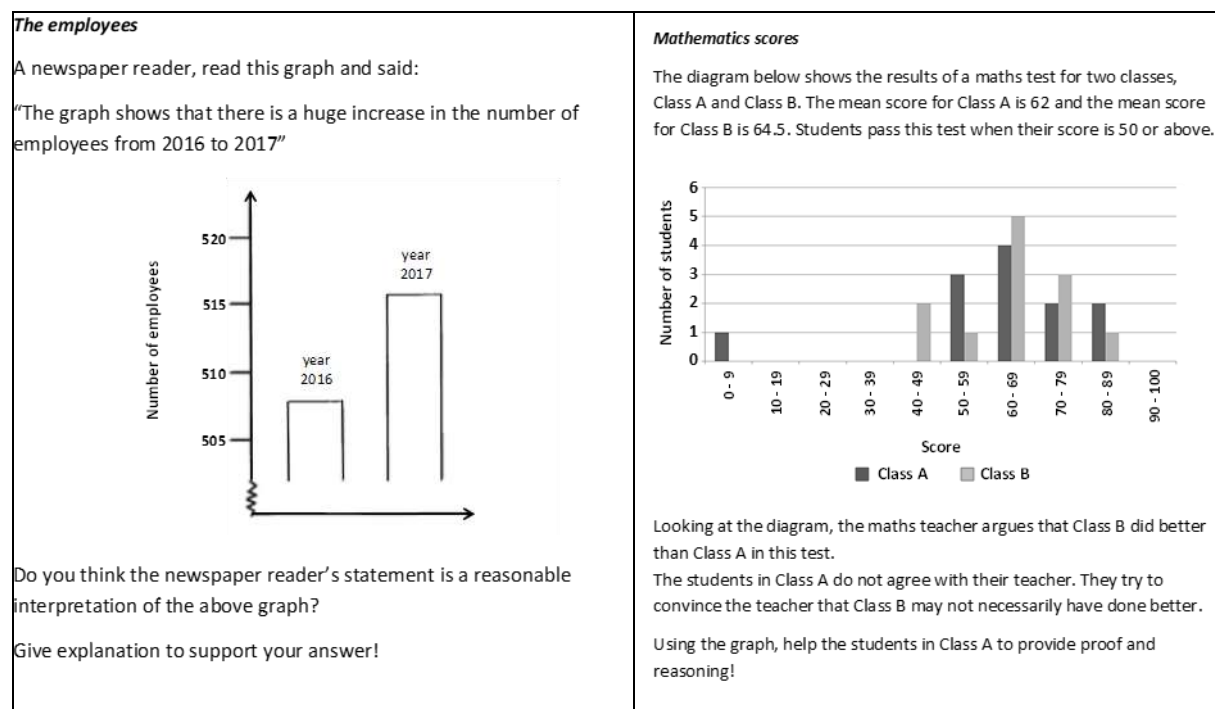 The employees
A newspaper reader, read this graph and said:
“The graph shows that there is a huge increase in the number of
employees from 2016 to 2017”
520
515
510
505
Number of employees
year
2016
year
2017
Do you think the newspaper reader’s statement is a reasonable
interpretation of the above graph?
Give explanation to support your answer!
Mathematics scores
The diagram below shows the results of a maths test for two classes,
Class A and Class B. The mean score for Class A is 62 and the mean score
for Class B is 64.5. Students pass this test when their score is 50 or above.
6
5
4
3
2
1
0
Number of students
0 - 9
10 - 19
20 - 29
30 - 39
40 - 49
50 - 59
60 - 69
70 - 79
80 - 89
90 - 100
Score
Class A Class B
Looking at the diagram, the maths teacher argues that Class B did better
than Class A in this test.
The students in Class A do not agree with their teacher. They try to
convince the teacher that Class B may not necessarily have done better.
Using the graph, help the students in Class A to provide proof and
reasoning!